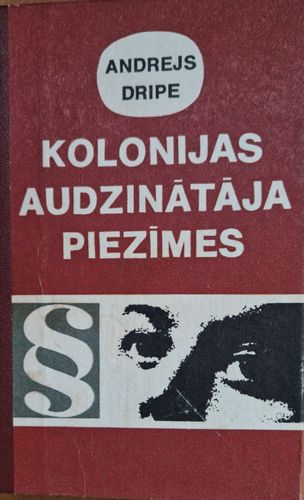 ANDREJS
DRIPE
KOLONIJAS
AUDZINĀTĀJA
PIEZĪMES
§